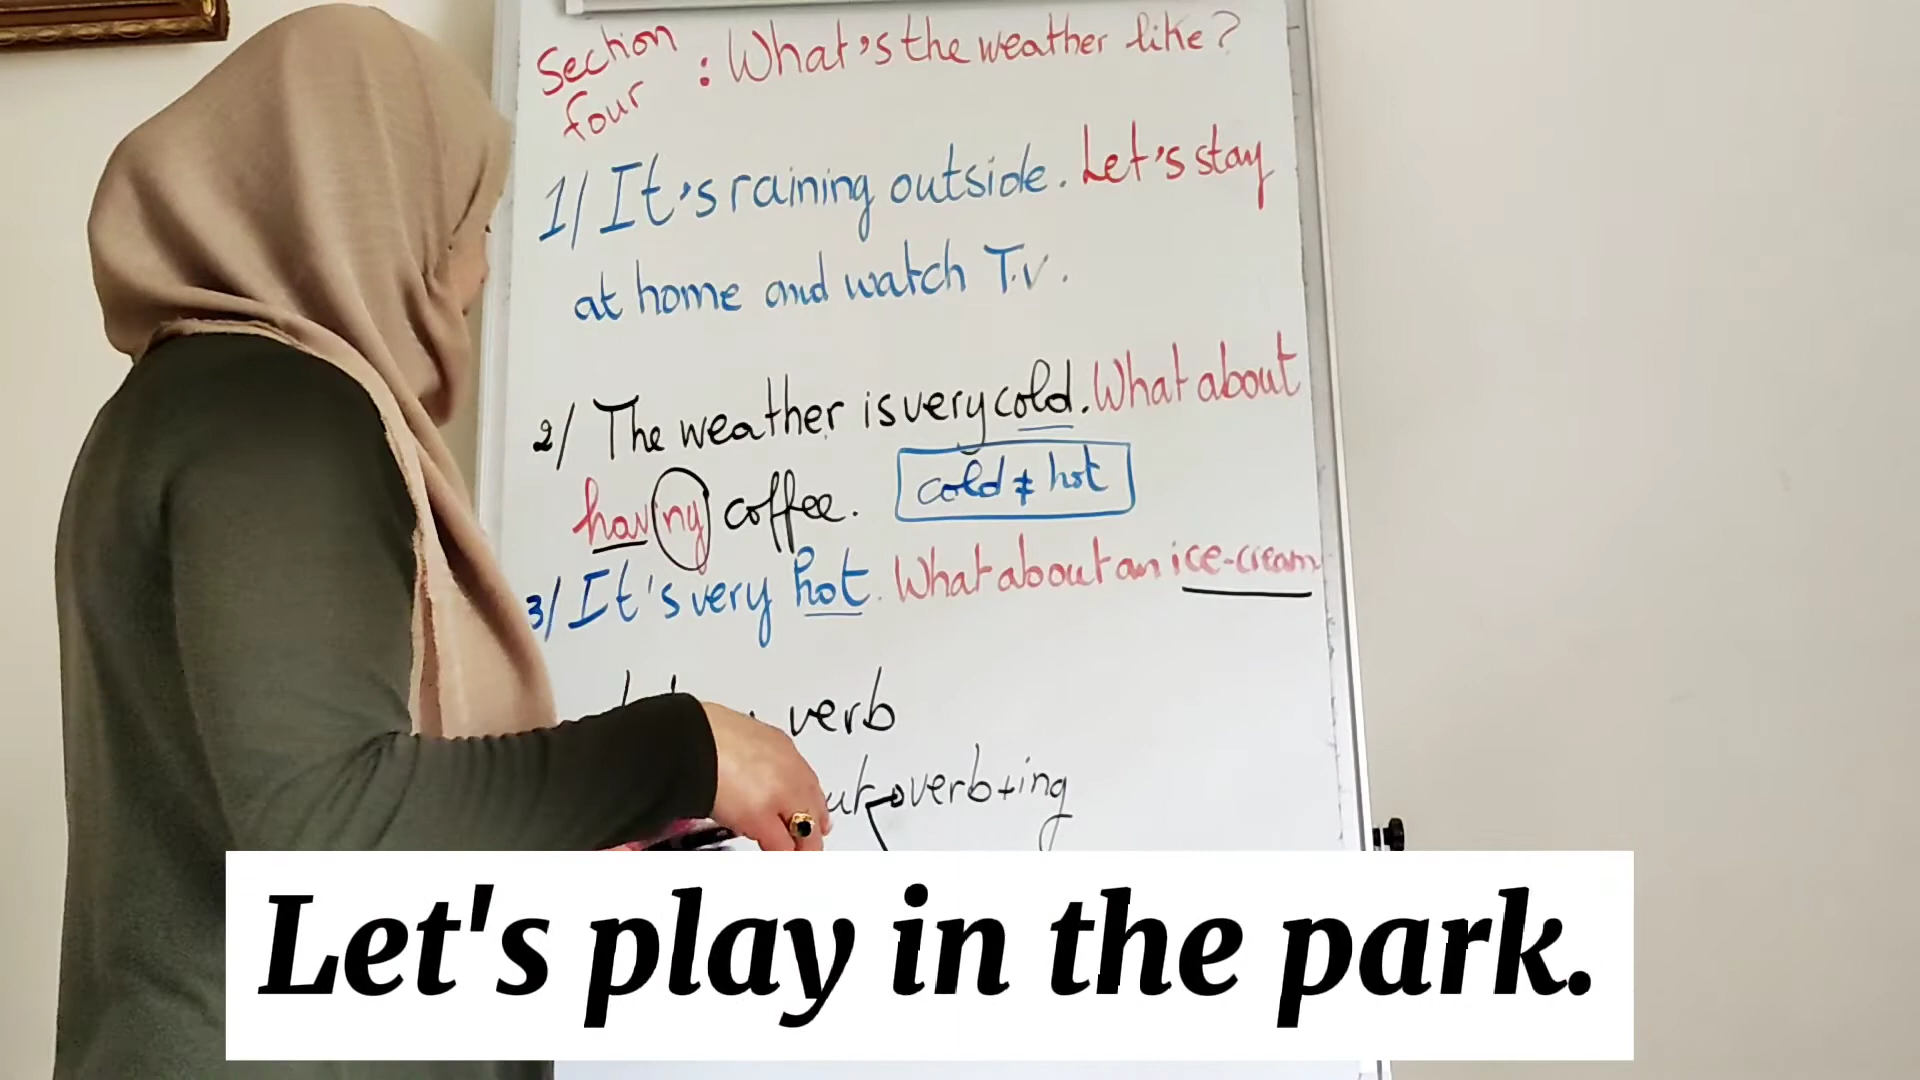 Section four : What's the weather like?
1/ It's raining outside. Let's stay
at home and watch T.V.
2/ The weather is very cold. What about
having coffee. cold ≠ hot
3/ It's very hot. What about an ice-cream
verb
verb+ing
Let's play in the park.